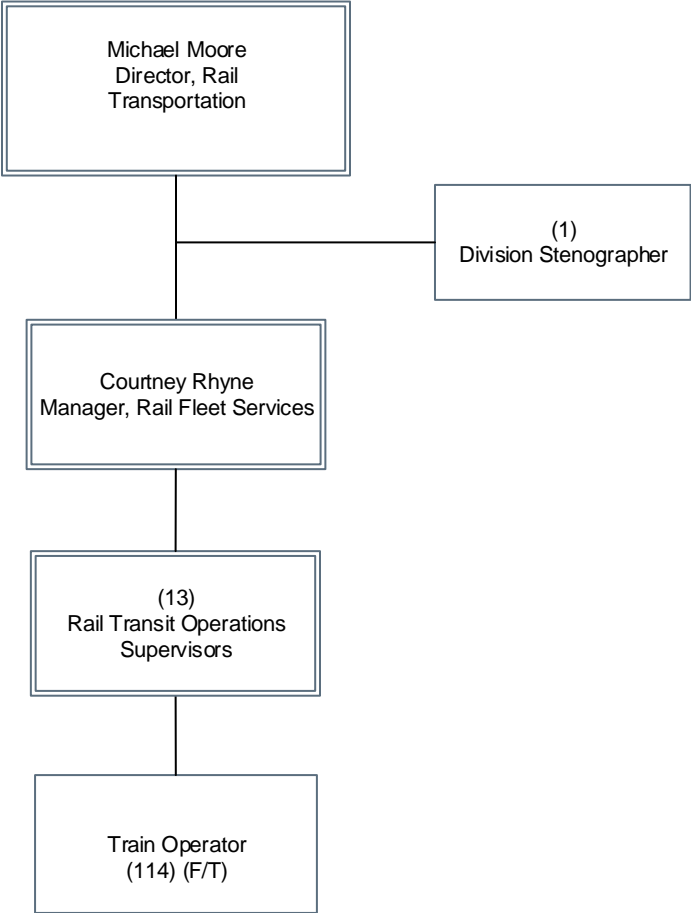 Michael Moore
Director, Rail
Transportation
(1)
Division Stenographer
Courtney Rhyne
Manager, Rail Fleet Services
(13)
Rail Transit Operations
Supervisors
Train Operator
(114) (F/T)